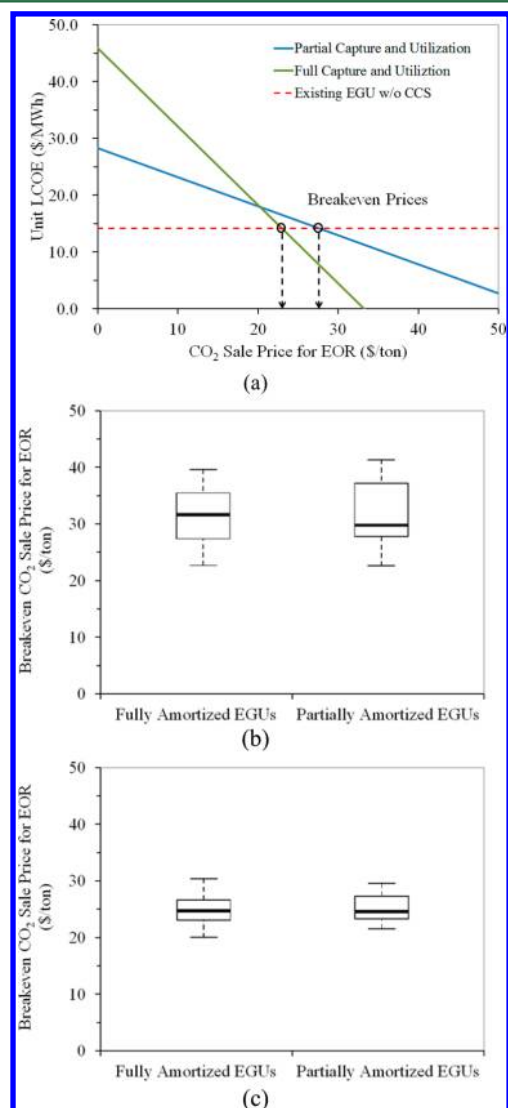 50.0
40.0
30.0
20.0
10.0
0.0
Unit LCOE ($/MWh)
Partial Capture and Utilization
Full Capture and Utiliztion
Existing EGU w/o CCS
Breakeven Prices
0 10 20 30 40 50
CO2 Sale Price for EOR ($/ton)
(a)
50
40
30
20
10
0
Breakeven CO2 Sale Price for EOR
($/ton)
Fully Amortized EGUs Partially Amortized EGUs
(b)
50
40
30
20
10
0
Breakeven CO2 Sale Price for EOR
($/ton)
Fully Amortized EGUs Partially Amortized EGUs
(c)